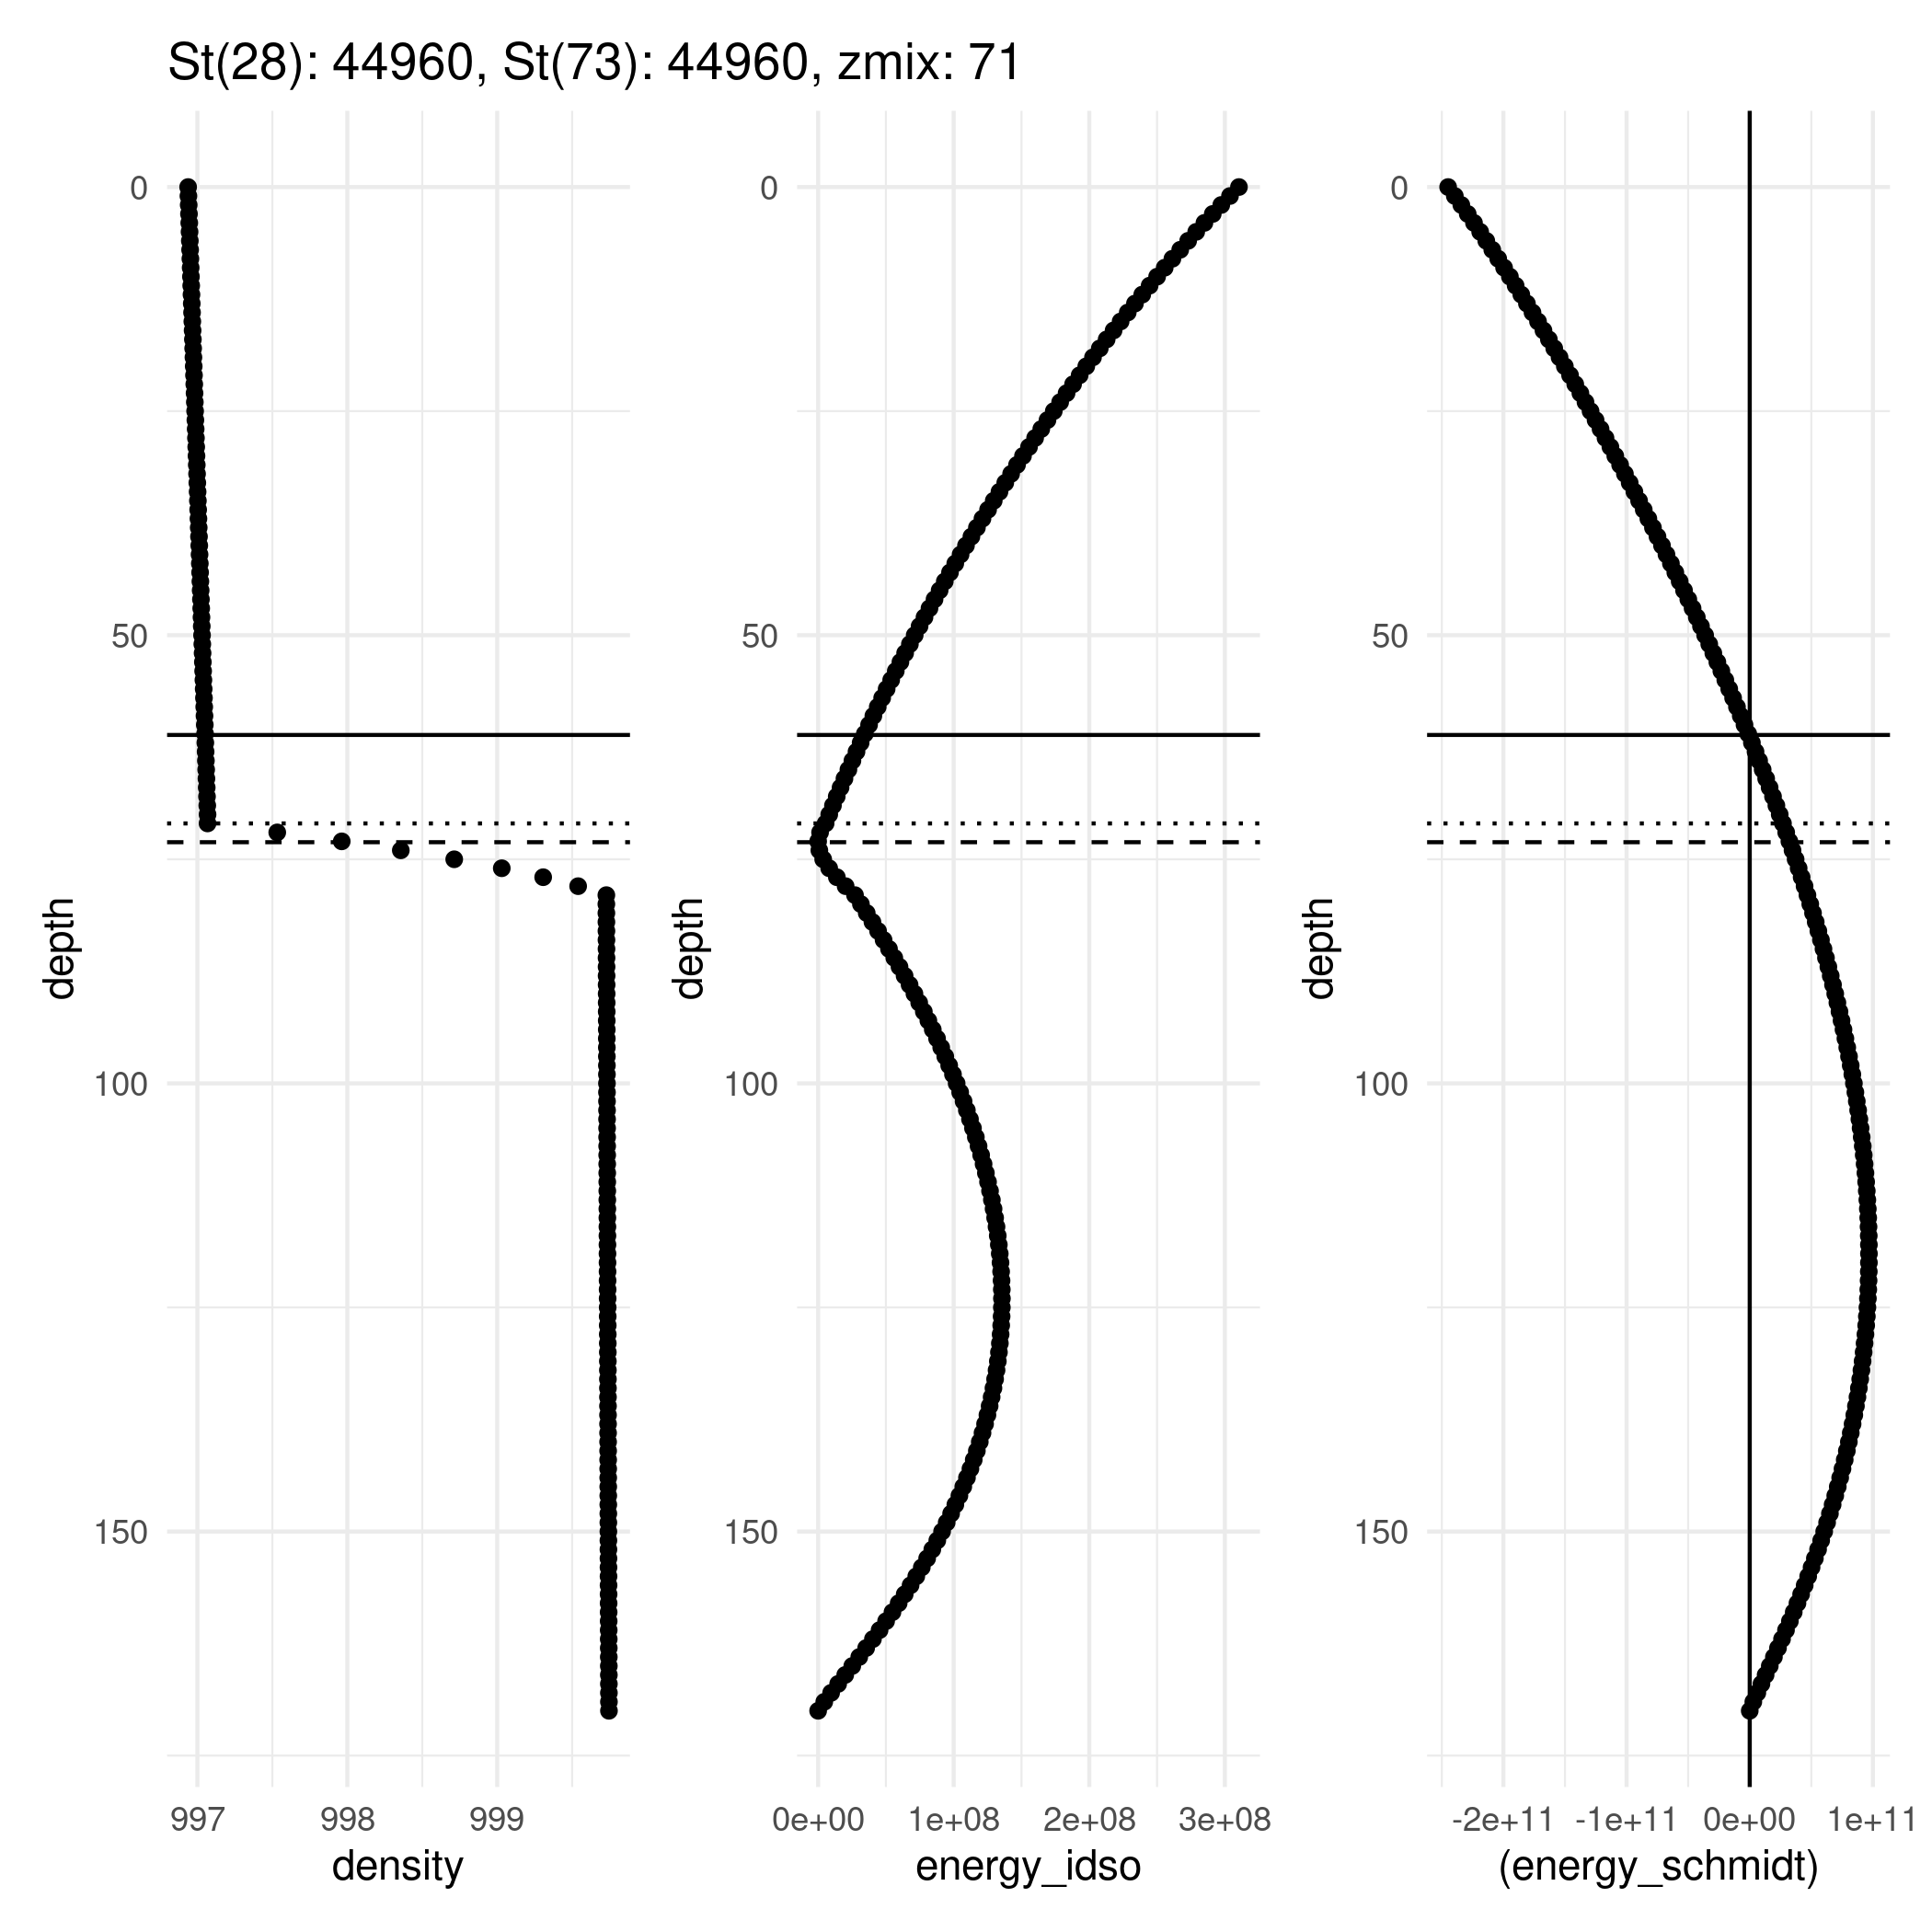 St(28): 44960, St(73): 44960, zmix: 71
0
50
100
150
depth
997 998 999
density
0
50
100
150
depth
0e+00 1e+08 2e+08 3e+08
energy_idso
0
50
100
150
depth
-2e+11 -1e+11 0e+00 1e+11
(energy_schmidt)